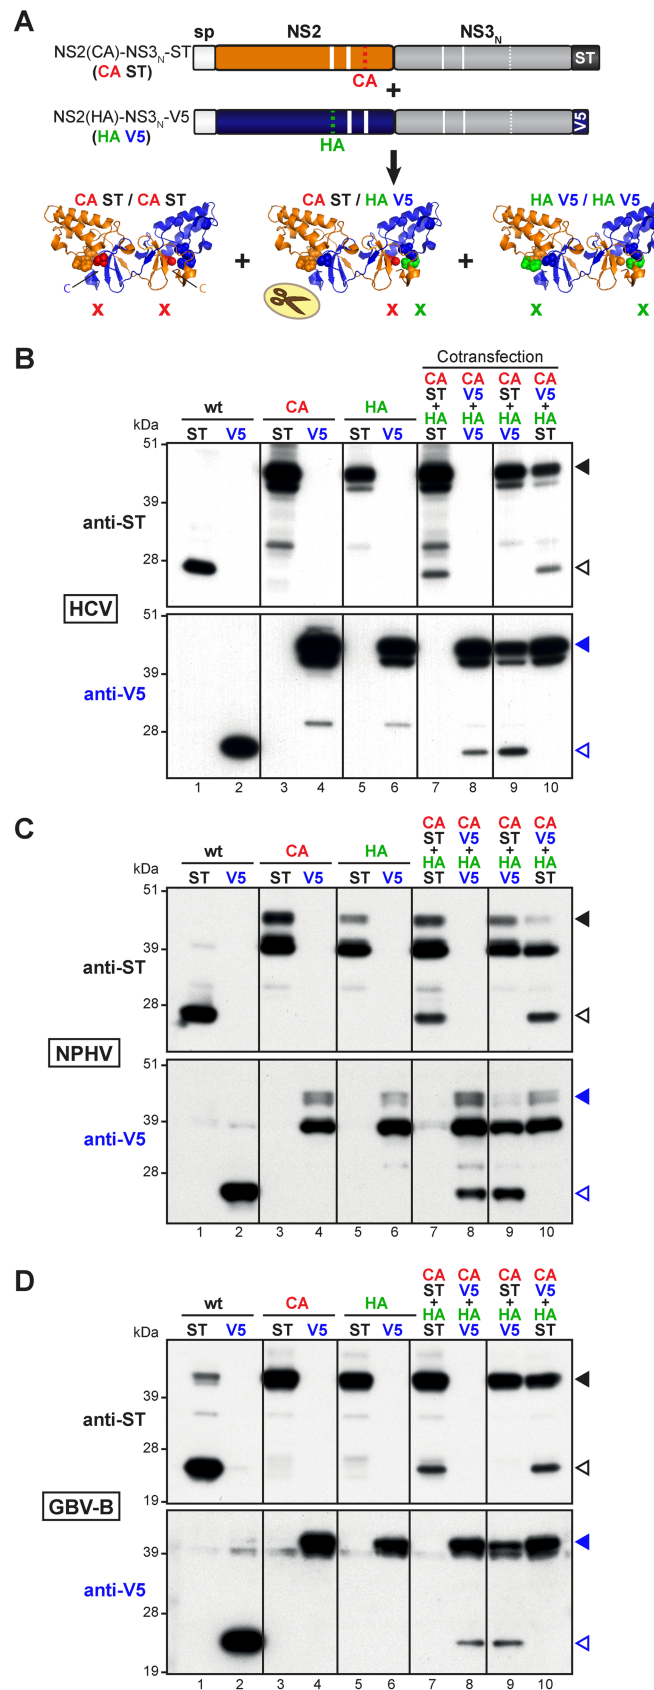 A
sp NS2 NS3N
NS2(CA)-NS3N-ST
(CA ST)
ST
CA
+
NS2(HA)-NS3N-V5
(HA V5)
V5
HA
CA ST / CA ST
CA ST / HA V5
HA V5 / HA V5
C C
+ +
x x x x x x
B
Cotransfection
CA CA CA CA
ST V5 ST V5
+ + + +
HA HA HA HA
wt CA HA
kDa ST V5 ST V5 ST V5 ST V5 V5 ST
51
39
anti-ST
28
HCV
51
39
anti-V5
28
1 2 3 4 5 6 7 8 9 10
C
CA CA CA CA
ST V5 ST V5
+ + + +
HA HA HA HA
wt CA HA
kDa ST V5 ST V5 ST V5 ST V5 V5 ST
51
39
anti-ST
28
NPHV
51
39
anti-V5
28
1 2 3 4 5 6 7 8 9 10
D
CA CA CA CA
ST V5 ST V5
+ + + +
HA HA HA HA
wt CA HA
kDa ST V5 ST V5 ST V5 ST V5 V5 ST
39
anti-ST
28
19
GBV-B
39
anti-V5
28
19
1 2 3 4 5 6 7 8 9 10